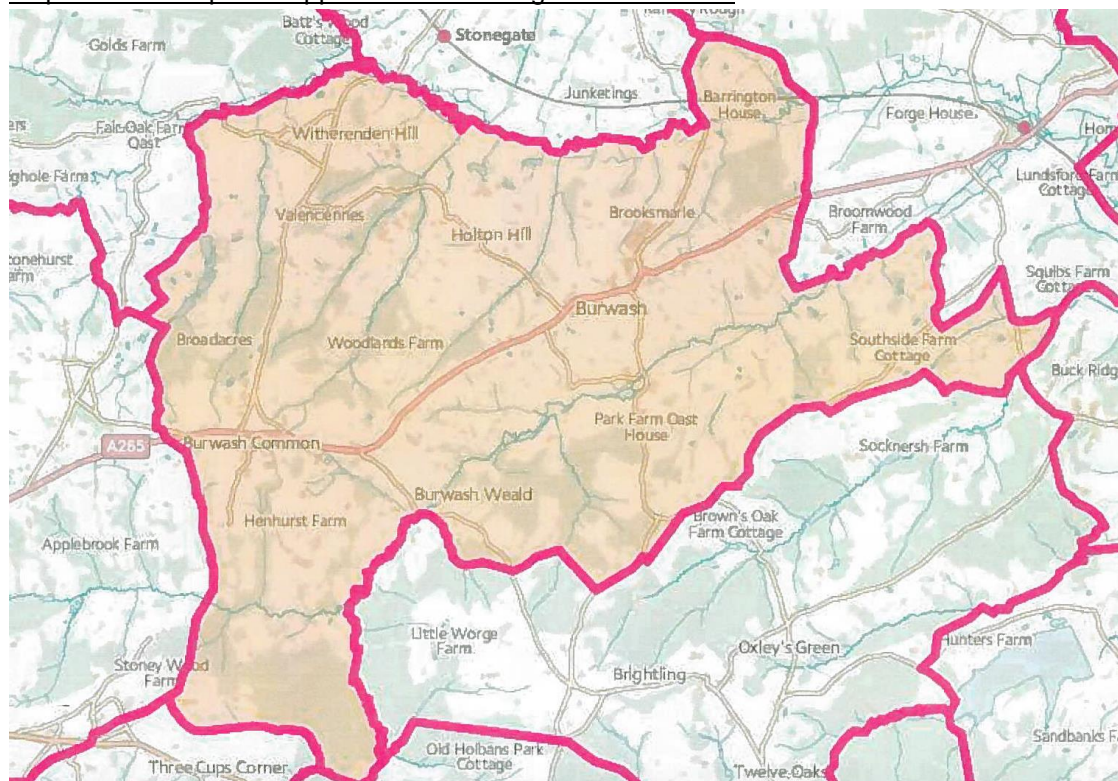 Batt's Wood
Cottage
Stonegate
Golds Farm
Junketings
Barrington
House
Forge House
Fair Oak Farm
Oast
Witherenden Hill
Lundsford Farm
Cottage
Valenciennes
Brooksmarle
Broomwood
Farm
Holton Hill
Squibs Farm
Burwash
Broadacres
Woodlands Farm
Southside Farm
Cottage
Buck Ridg
Park Farm Oast
House
A265
Burwash Common
Socknersh Farm
Burwash Weald
Henhurst Farm
Brown's Oak
Farm Cottage
Applebrook Farm
Little Worge
Farm
Oxley's Green
Hunters Farm
Stoney Wood
Farm
Brightling
Sandbanks Fa
Old Holbans Park
Cottage
Three Cups Corner
Twelve Oaks